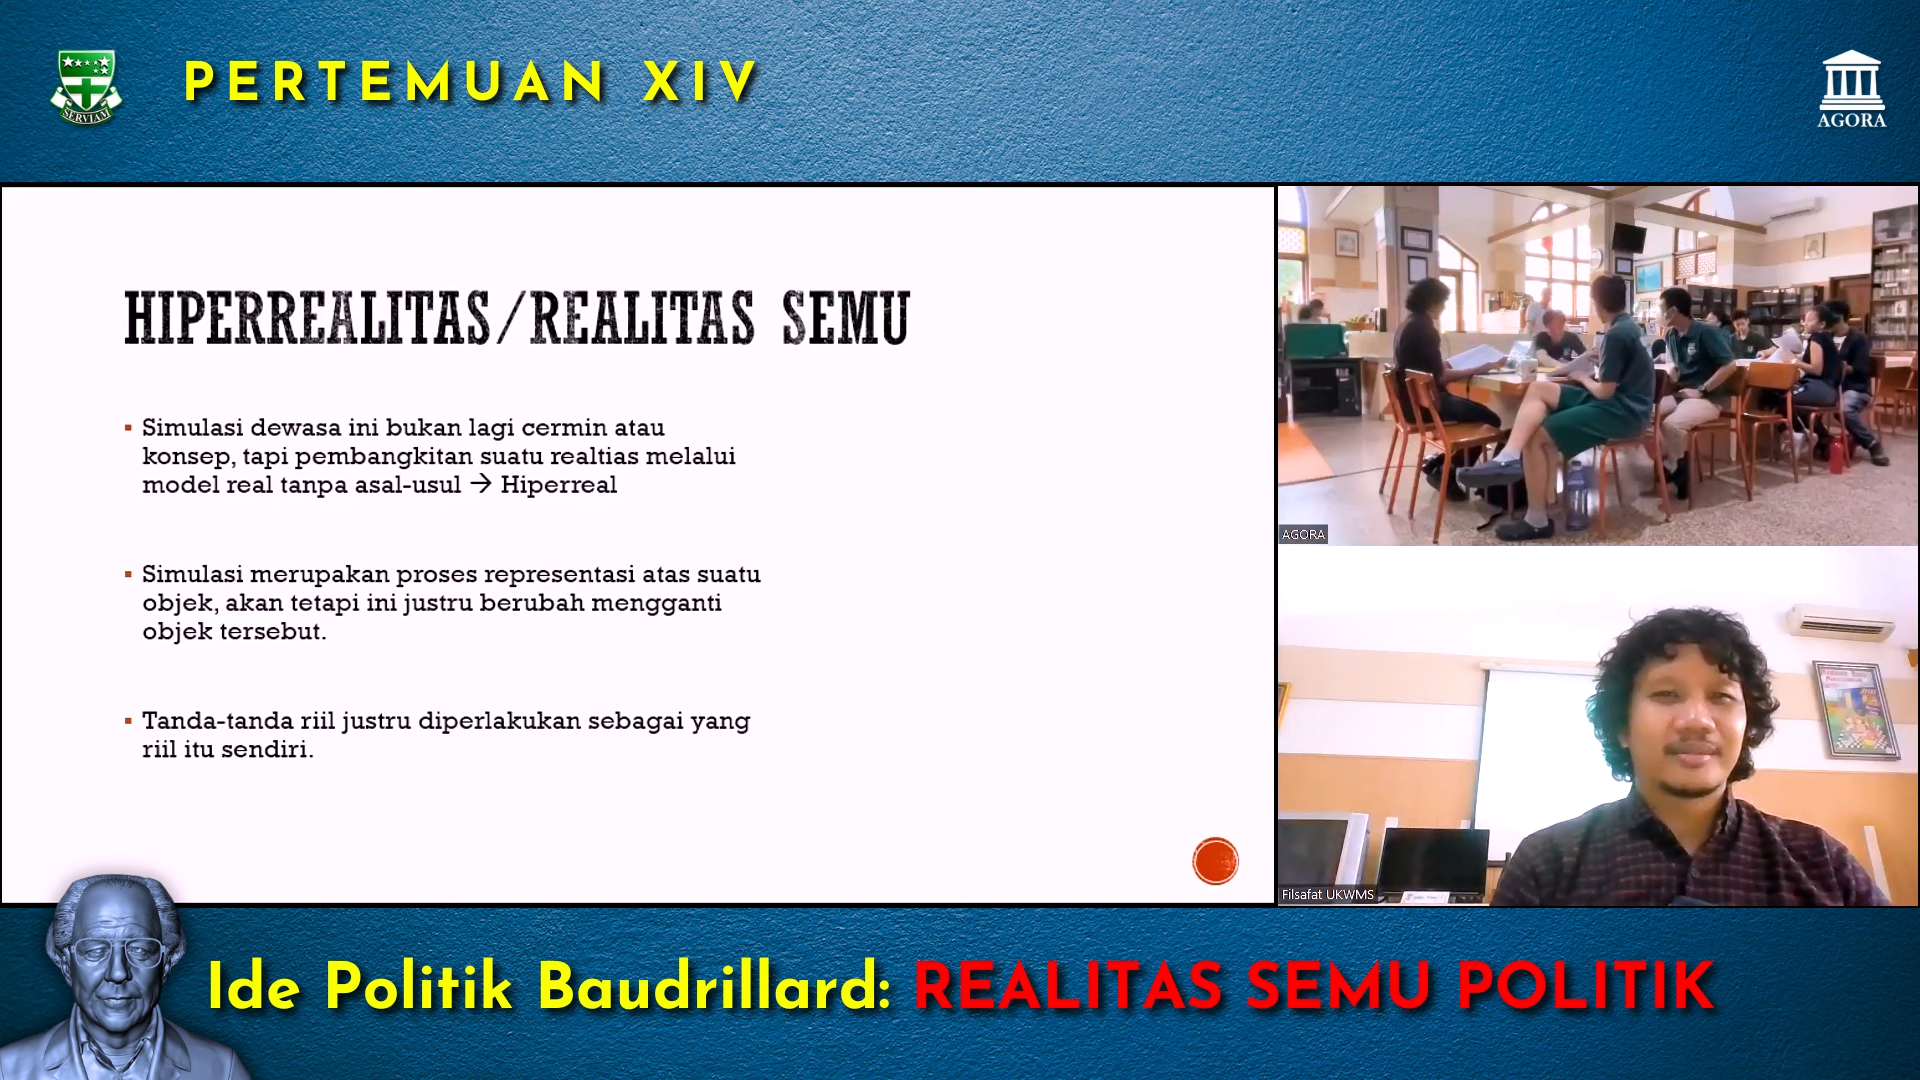 PERTEMUAN XIV
SERVIAM
AGORA
HIPERREALITAS/REALITAS SEMU
▪ Simulasi dewasa ini bukan lagi cermin atau
konsep, tapi pembangkitan suatu realtias melalui
model real tanpa asal-usul → Hiperreal
▪ Simulasi merupakan proses representasi atas suatu
objek, akan tetapi ini justru berubah mengganti
objek tersebut.
▪ Tanda-tanda riil justru diperlakukan sebagai yang
riil itu sendiri.
AGORA
Filsafat UKWMS
Ide Politik Baudrillard: REALITAS SEMU POLITIK